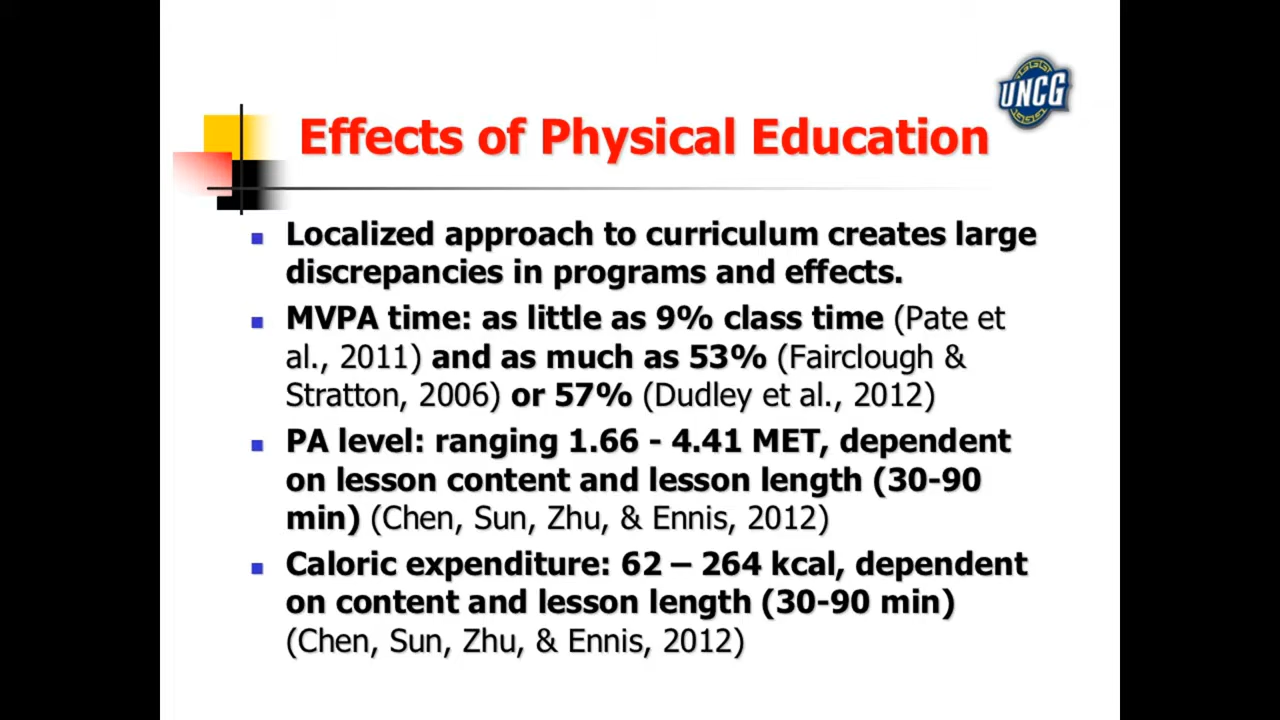 UNCG
Effects of Physical Education
Localized approach to curriculum creates large
discrepancies in programs and effects.
MVPA time: as little as 9% class time (Pate et
al., 2011) and as much as 53% (Fairclough &
Stratton, 2006) or 57% (Dudley et al., 2012)
PA level: ranging 1.66 - 4.41 MET, dependent
on lesson content and lesson length (30-90
min) (Chen, Sun, Zhu, & Ennis, 2012)
Caloric expenditure: 62 – 264 kcal, dependent
on content and lesson length (30-90 min)
(Chen, Sun, Zhu, & Ennis, 2012)